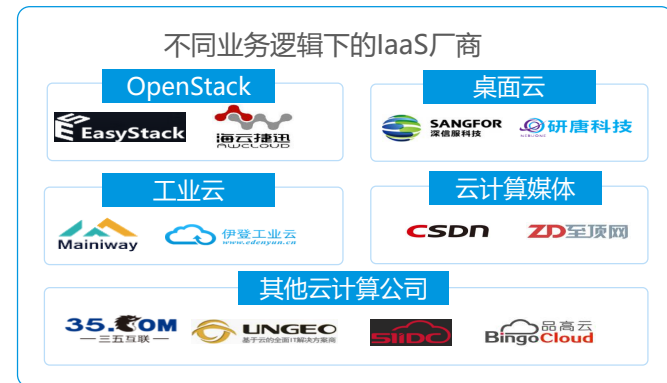 不同业务逻辑下的IaaS厂商
OpenStack
EasyStack
海云捷迅
AWCLOUD
桌面云
SANGFOR
深信服科技
研唐科技
工业云
Mainiway
伊登工业云
www.edenyun.cn
云计算媒体
CSDN
ZD至顶网
其他云计算公司
35.COM
三五互联
UNGEO
基于云的全面IT解决方案商
SIIDC
品高云
BingoCloud